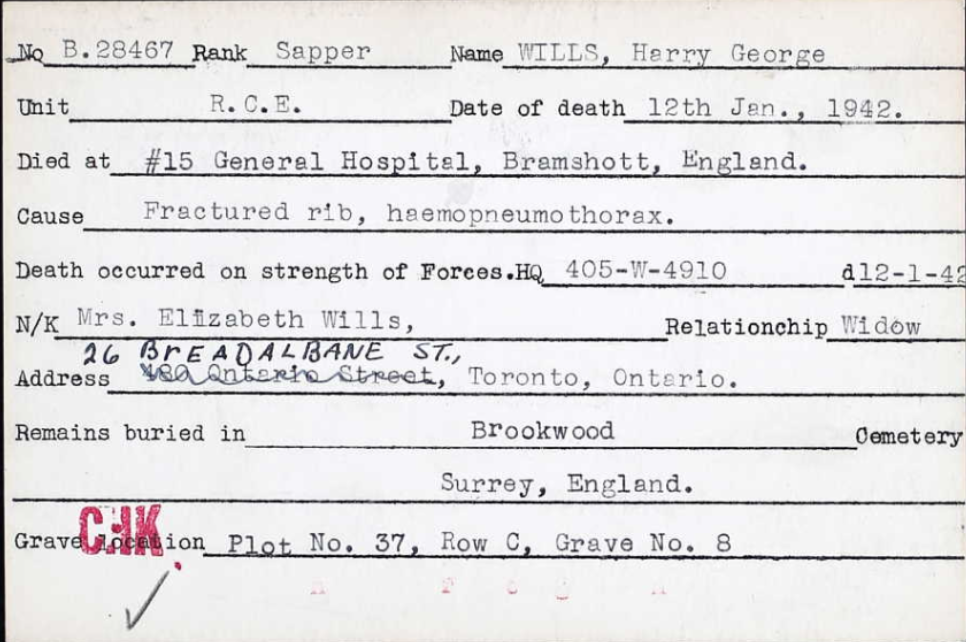 No B.28467 Rank Sapper Name WILLS, Harry George
Unit R.C.E. Date of death 12th Jan., 1942.
Died at #15 General Hospital, Bramshott, England.
Cause Fractured rib, haemopneumothorax.
Death occurred on strength of Forces.HQ 405-W-4910 d12-1-42
N/K Mrs. Elizabeth Wills, Relationchip Widow
26 BREADALBANE ST.,
Address 480 Ontario Street, Toronto, Ontario.
Remains buried in Brookwood Cemetery
Surrey, England.
Grave location Plot No. 37, Row C, Grave No. 8